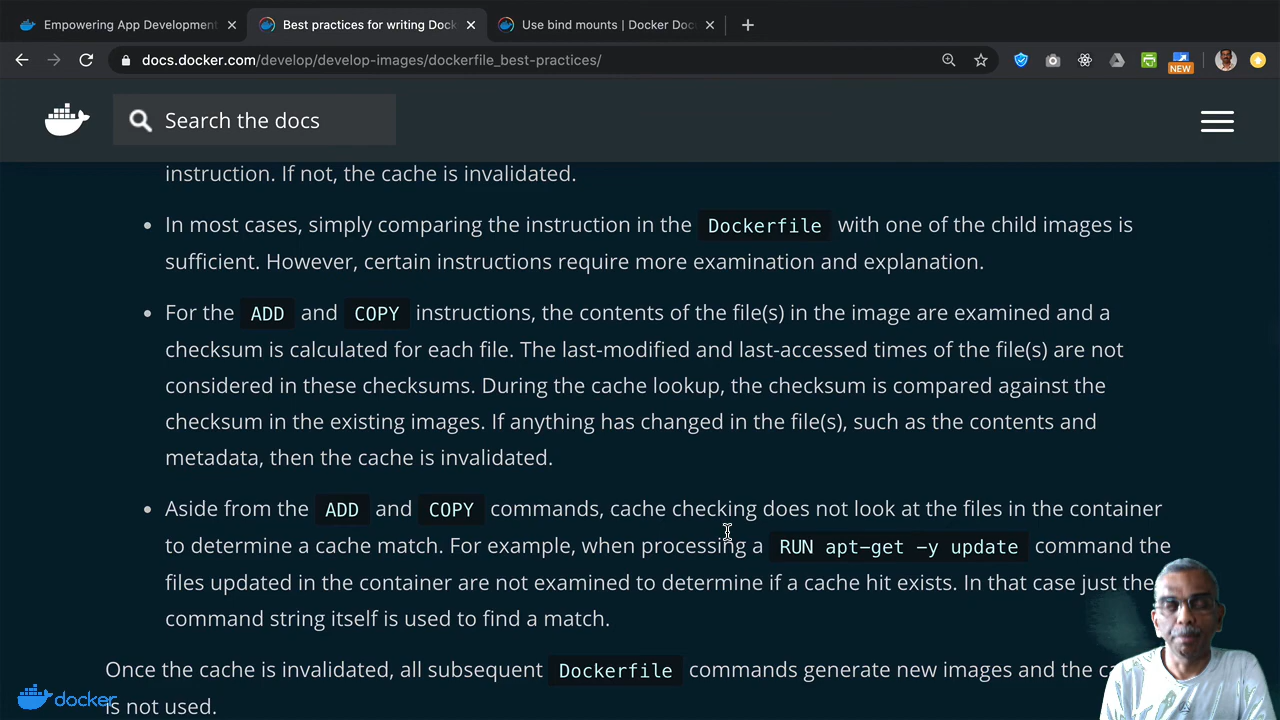 Empowering App Development
Best practices for writing Dock
Use bind mounts | Docker Doc
docs.docker.com/develop/develop-images/dockerfile_best-practices/
NEW
Search the docs
instruction. If not, the cache is invalidated.
• In most cases, simply comparing the instruction in the Dockerfile with one of the child images is
sufficient. However, certain instructions require more examination and explanation.
• For the ADD and COPY instructions, the contents of the file(s) in the image are examined and a
checksum is calculated for each file. The last-modified and last-accessed times of the file(s) are not
considered in these checksums. During the cache lookup, the checksum is compared against the
checksum in the existing images. If anything has changed in the file(s), such as the contents and
metadata, then the cache is invalidated.
• Aside from the ADD and COPY commands, cache checking does not look at the files in the container
to determine a cache match. For example, when processing a RUN apt-get -y update command the
files updated in the container are not examined to determine if a cache hit exists. In that case just the
command string itself is used to find a match.
Once the cache is invalidated, all subsequent Dockerfile commands generate new images and the
is not used.
docker